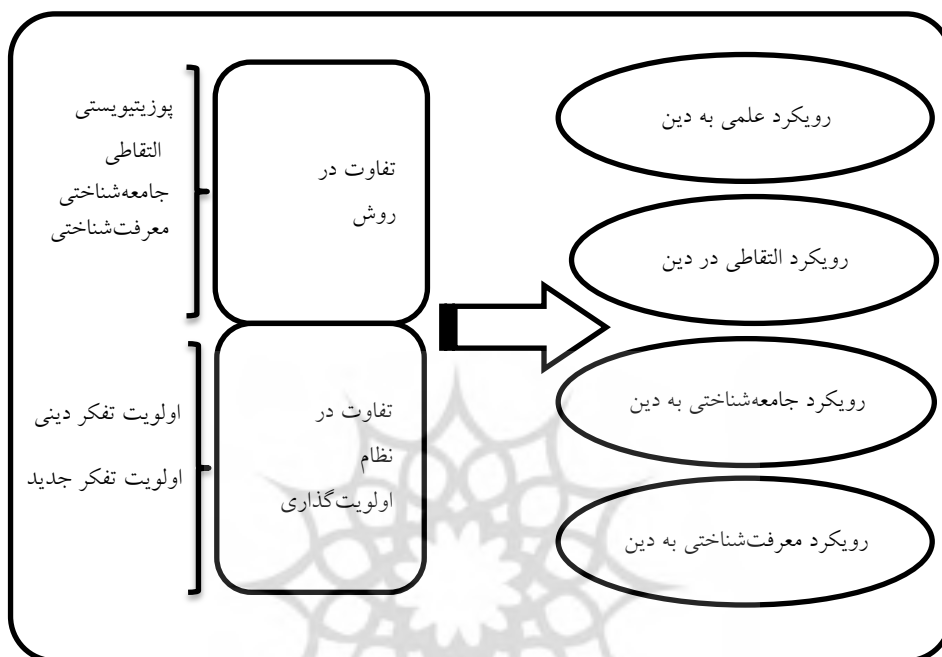 رویکرد علمی به دین
رویکرد التقاطی در دین
رویکرد جامعه‌شناختی به دین
رویکرد معرفت‌شناختی به دین
تفاوت در
روش
پوزیتیویستی
التقاطی
جامعه‌شناختی
معرفت‌شناختی
تفاوت در
نظام
اولویت‌گذاری
اولویت تفکر دینی
اولویت تفکر جدید